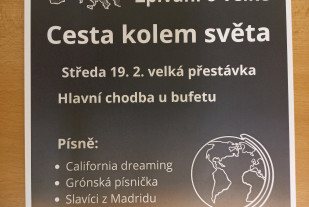 Cesta kolem světa
Středa 19. 2. velká přestávka
Hlavní chodba u bufetu
Písně:
• California dreaming
• Grónská písnička
• Slavíci z Madridu